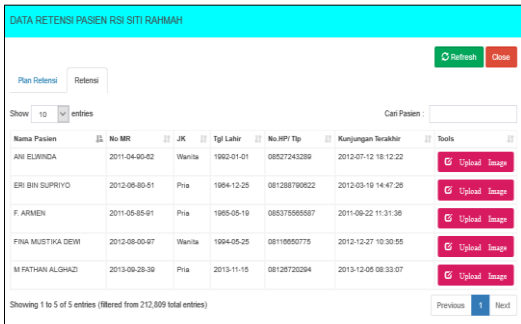 DATA RETENSI PASIEN RSI SITI RAHMAH
Refresh Close
Plan Retensi Retensi
Show 10 entries Cari Pasien :
Nama Pasien No MR JK Tgl Lahir No.HP/ Tlp Kunjungan Terakhir Tools
ANI ELWINDA 2011-04-90-62 Wanita 1992-01-01 08527243289 2012-07-12 18:12:22 Upload Image
ERI BIN SUPRIYO 2012-06-80-51 Pria 1964-12-25 081288790622 2012-03-19 14:47:26 Upload Image
F. ARMEN 2011-05-85-91 Pria 1965-05-19 085375565587 2011-09-22 11:31:36 Upload Image
FINA MUSTIKA DEWI 2012-08-00-97 Wanita 1994-05-25 08116650775 2012-12-27 10:30:55 Upload Image
M FATHAN ALGHAZI 2013-09-28-39 Pria 2013-11-15 08126720294 2013-12-06 08:33:07 Upload Image
Showing 1 to 5 of 5 entries (filtered from 212,809 total entries) Previous 1 Next